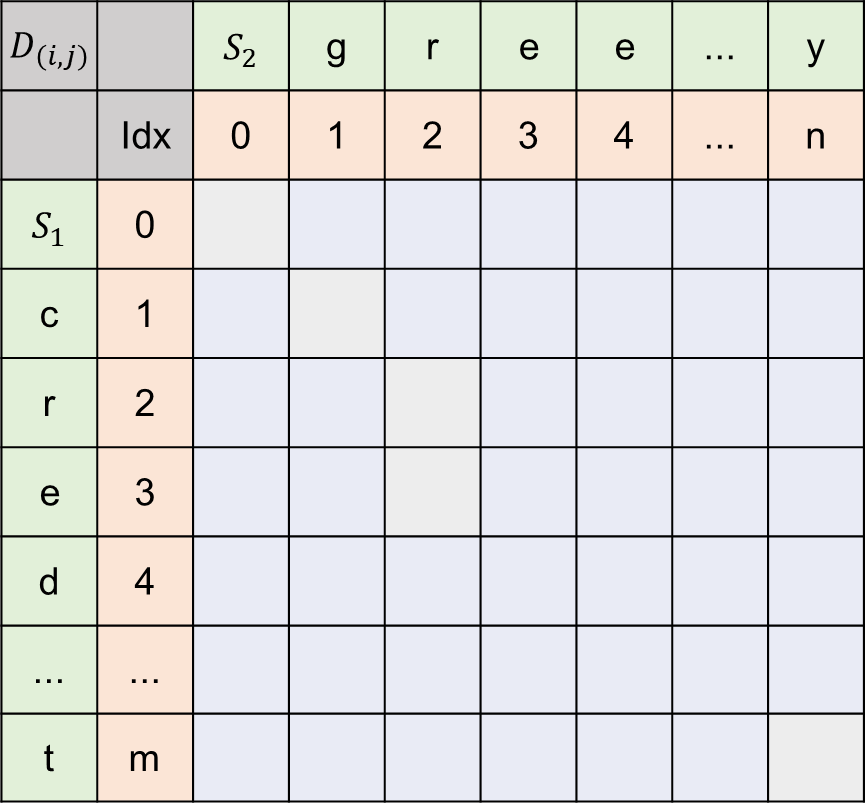 D(i,j) S₂ g r e e ... y
Idx 0 1 2 3 4 ... n
S₁ 0
c 1
r 2
e 3
d 4
... ...
t m